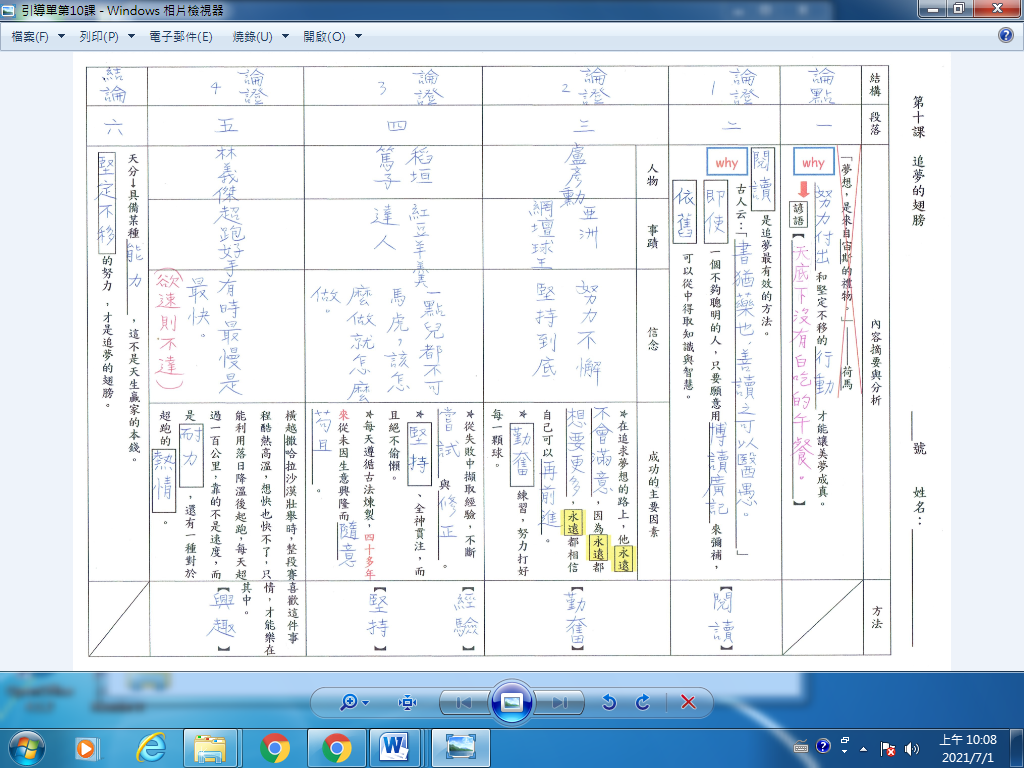 引導單第10課 - Windows 相片檢視器
檔案(F)
列印(P)
電子郵件(E)
燒錄(U)
開啟(O)
第十課 追夢的翅膀
號 姓名：
結構
段落
內容摘要與分析
方法
論點
一
「夢想，是來自宙斯的禮物。」——荷馬
why
努力付出和堅定不移的行動才能讓美夢成真。
諺語
【天底下沒有白吃的午餐。】
論證
1
二
閱讀是追夢最有效的方法。
why
古人云：「書猶藥也，善讀之可以醫愚。」
即使一個不夠聰明的人，只要願意用博讀廣記來彌補，
依舊可以從中得取知識與智慧。
【閱讀】
人物
事蹟
信念
成功的主要因素
論證
2
三
盧彥勳
亞洲
網壇球王
努力不懈
堅持到底
*在追求夢想的路上，他永遠
不會滿意，因為永遠都
想要更多，永遠都相信
自己可以再前進。
*勤奮練習，努力打好
每一顆球。
【勤奮】
論證
3
四
稻垣
篤子
紅豆羊羹
達人
一點兒都不可
馬虎，該怎
麼做就怎麼
做。
*從失敗中擷取經驗，不斷
嘗試與修正。
*堅持、全神貫注，而
且絕不偷懶。
*每天遵循古法煉製，四十多年
來從未因生意興隆而隨意
苟且。
【經驗】
【堅持】
論證
4
五
林義傑
超跑好手
有時最慢是
最快。
（欲速則不達）
橫越撒哈拉沙漠壯舉時，整段賽
程酷熱高溫，想快也快不了，只
能利用落日降溫後起跑，每天超
過一百公里，靠的不是速度，而
是耐力，還有一種對於
超跑的熱情。
喜歡這件事
情，才能樂在
其中。
【興趣】
結論
六
天分→具備某種能力，這不是天生贏家的本錢。
堅定不移的努力，才是追夢的翅膀。
上午 10:08
2021/7/1